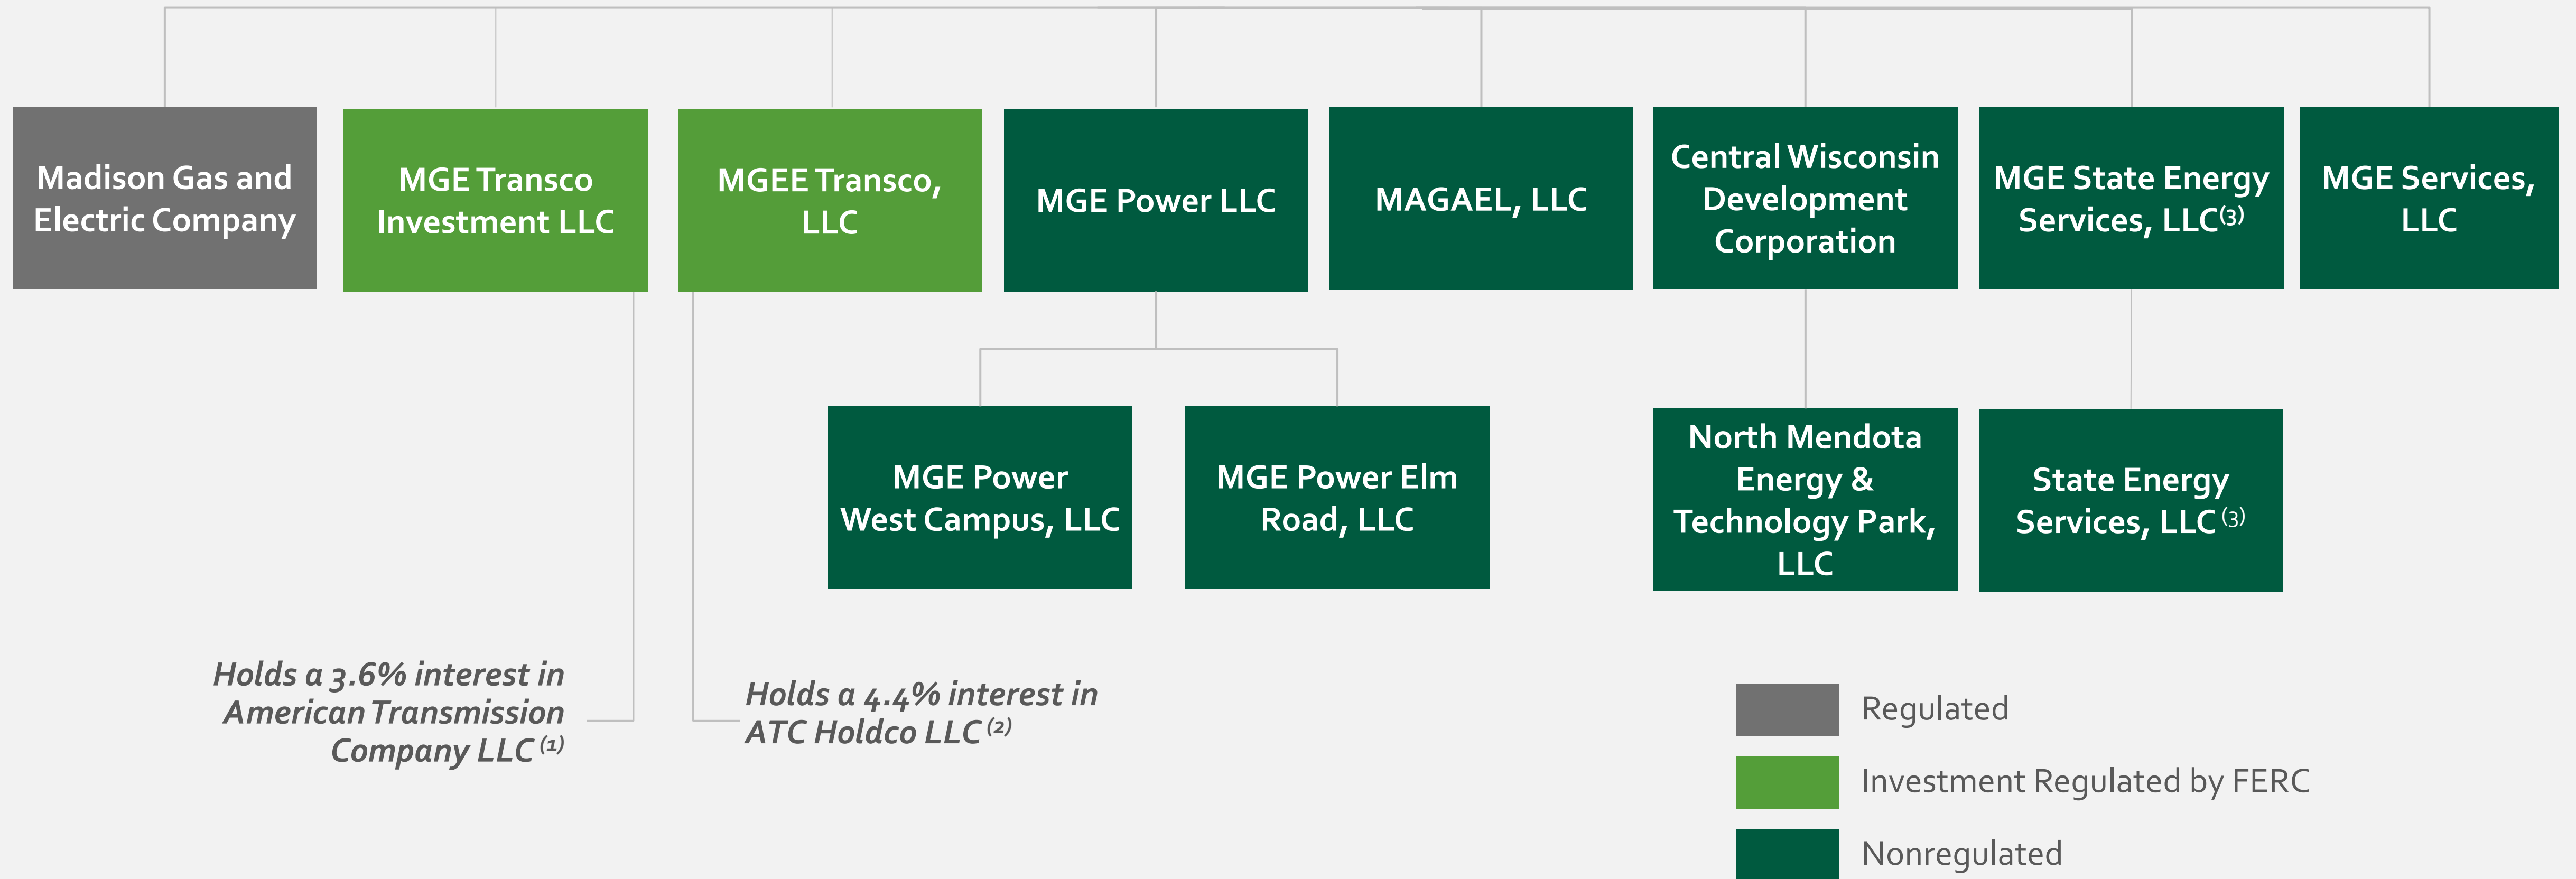 Madison Gas and
Electric Company
MGE Transco
Investment LLC
MGEE Transco,
LLC
MGE Power LLC
MAGAEL, LLC
Central Wisconsin
Development
Corporation
MGE State Energy
Services, LLC(3)
MGE Services,
LLC
MGE Power
West Campus, LLC
MGE Power Elm
Road, LLC
North Mendota
Energy &
Technology Park,
LLC
State Energy
Services, LLC (3)
Holds a 3.6% interest in
American Transmission
Company LLC (1)
Holds a 4.4% interest in
ATC Holdco LLC (2)
Regulated
Investment Regulated by FERC
Nonregulated